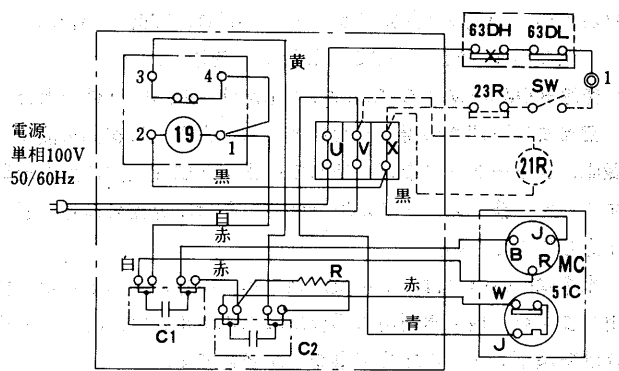 63DH 63DL
黄
3 4
1
23R SW
電源
単相100V
50/60Hz
2 19 1
U V X
21R
黒
黒
白
赤
白
赤
R
赤
青
J
B
R
MC
W
51C
J
C1
C2